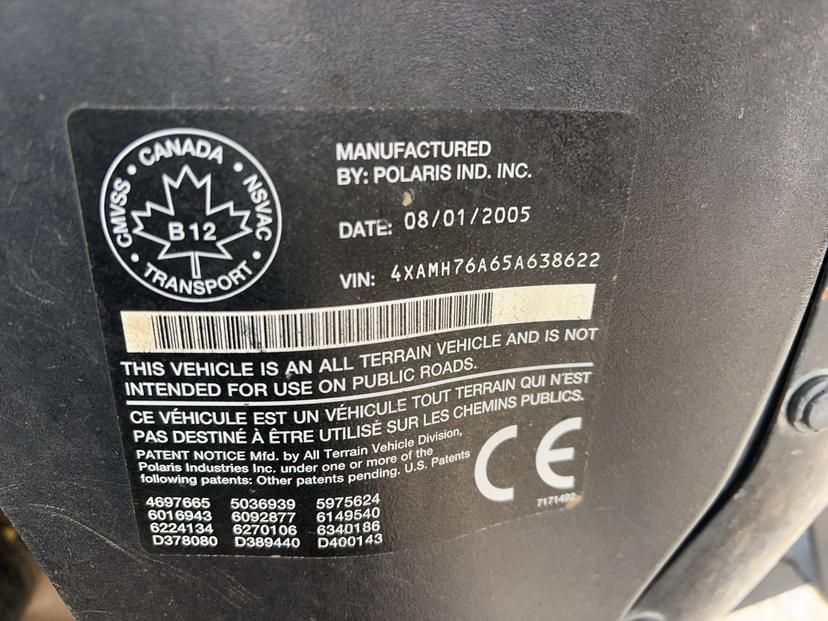 CMVSS • CANADA • NSVAC • TRANSPORT •
B 12
MANUFACTURED
BY: POLARIS IND. INC.
DATE: 08/01/2005
VIN: 4XAMH76A65A638622
THIS VEHICLE IS AN ALL TERRAIN VEHICLE AND IS NOT
INTENDED FOR USE ON PUBLIC ROADS.
CE VÉHICULE EST UN VÉHICULE TOUT TERRAIN QUI N'EST
PAS DESTINÉ À ÊTRE UTILISÉ SUR LES CHEMINS PUBLICS.
PATENT NOTICE Mfd. by All Terrain Vehicle Division,
Polaris Industries Inc. under one or more of the
following patents: Other patents pending. U.S. Patents
4697665 5036939 5975624
6016943 6092877 6149540
6224134 6270106 6340186
D378080 D389440 D400143
CE
7171492